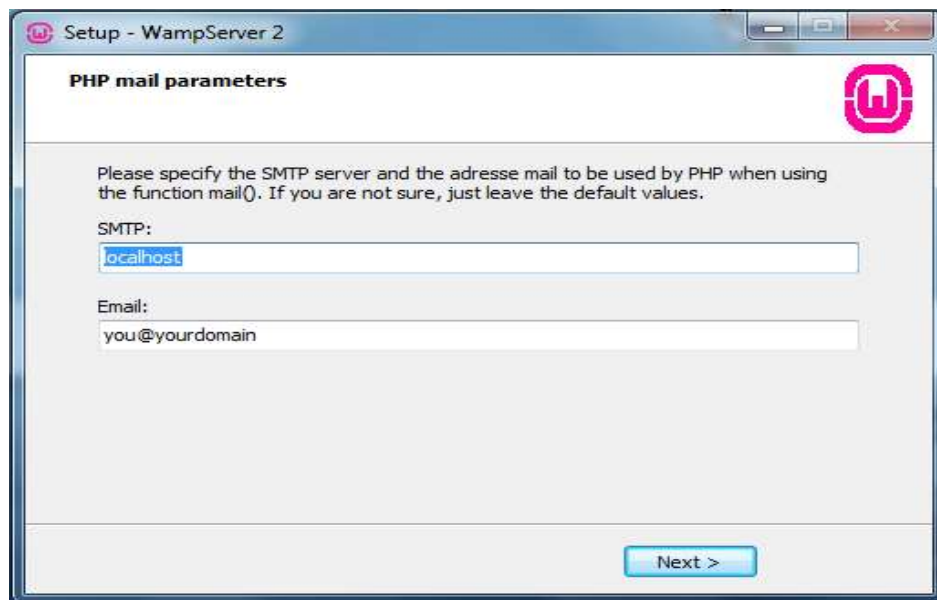 Setup - WampServer 2
PHP mail parameters
Please specify the SMTP server and the adresse mail to be used by PHP when using
the function mail(). If you are not sure, just leave the default values.
SMTP:
localhost
Email:
you@yourdomain
Next >